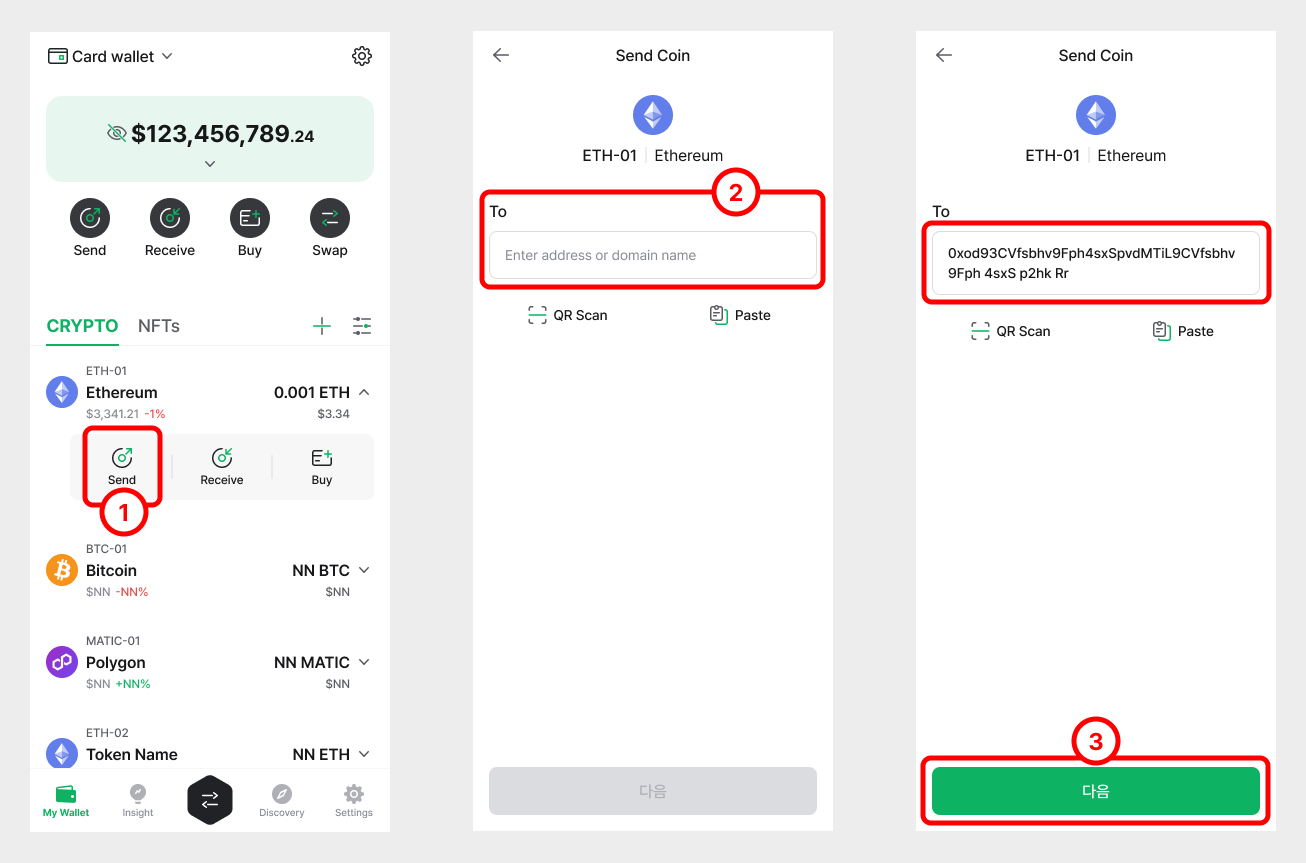 Card wallet
$123,456,789.24
Send
Receive
Buy
Swap
CRYPTO
NFTs
ETH-01
Ethereum
0.001 ETH
$3,341.21 -1%
$3.34
Send
Receive
Buy
1
BTC-01
Bitcoin
NN BTC
$NN -NN%
$NN
MATIC-01
Polygon
NN MATIC
$NN +NN%
$NN
ETH-02
Token Name
NN ETH
My Wallet
Insight
Discovery
Settings
Send Coin
ETH-01
Ethereum
2
To
Enter address or domain name
QR Scan
Paste
다음
Send Coin
ETH-01
Ethereum
To
0xod93CVfsbhv9Fph4sxSpvdMTiL9CVfsbhv
9Fph 4sxS p2hk Rr
QR Scan
Paste
3
다음